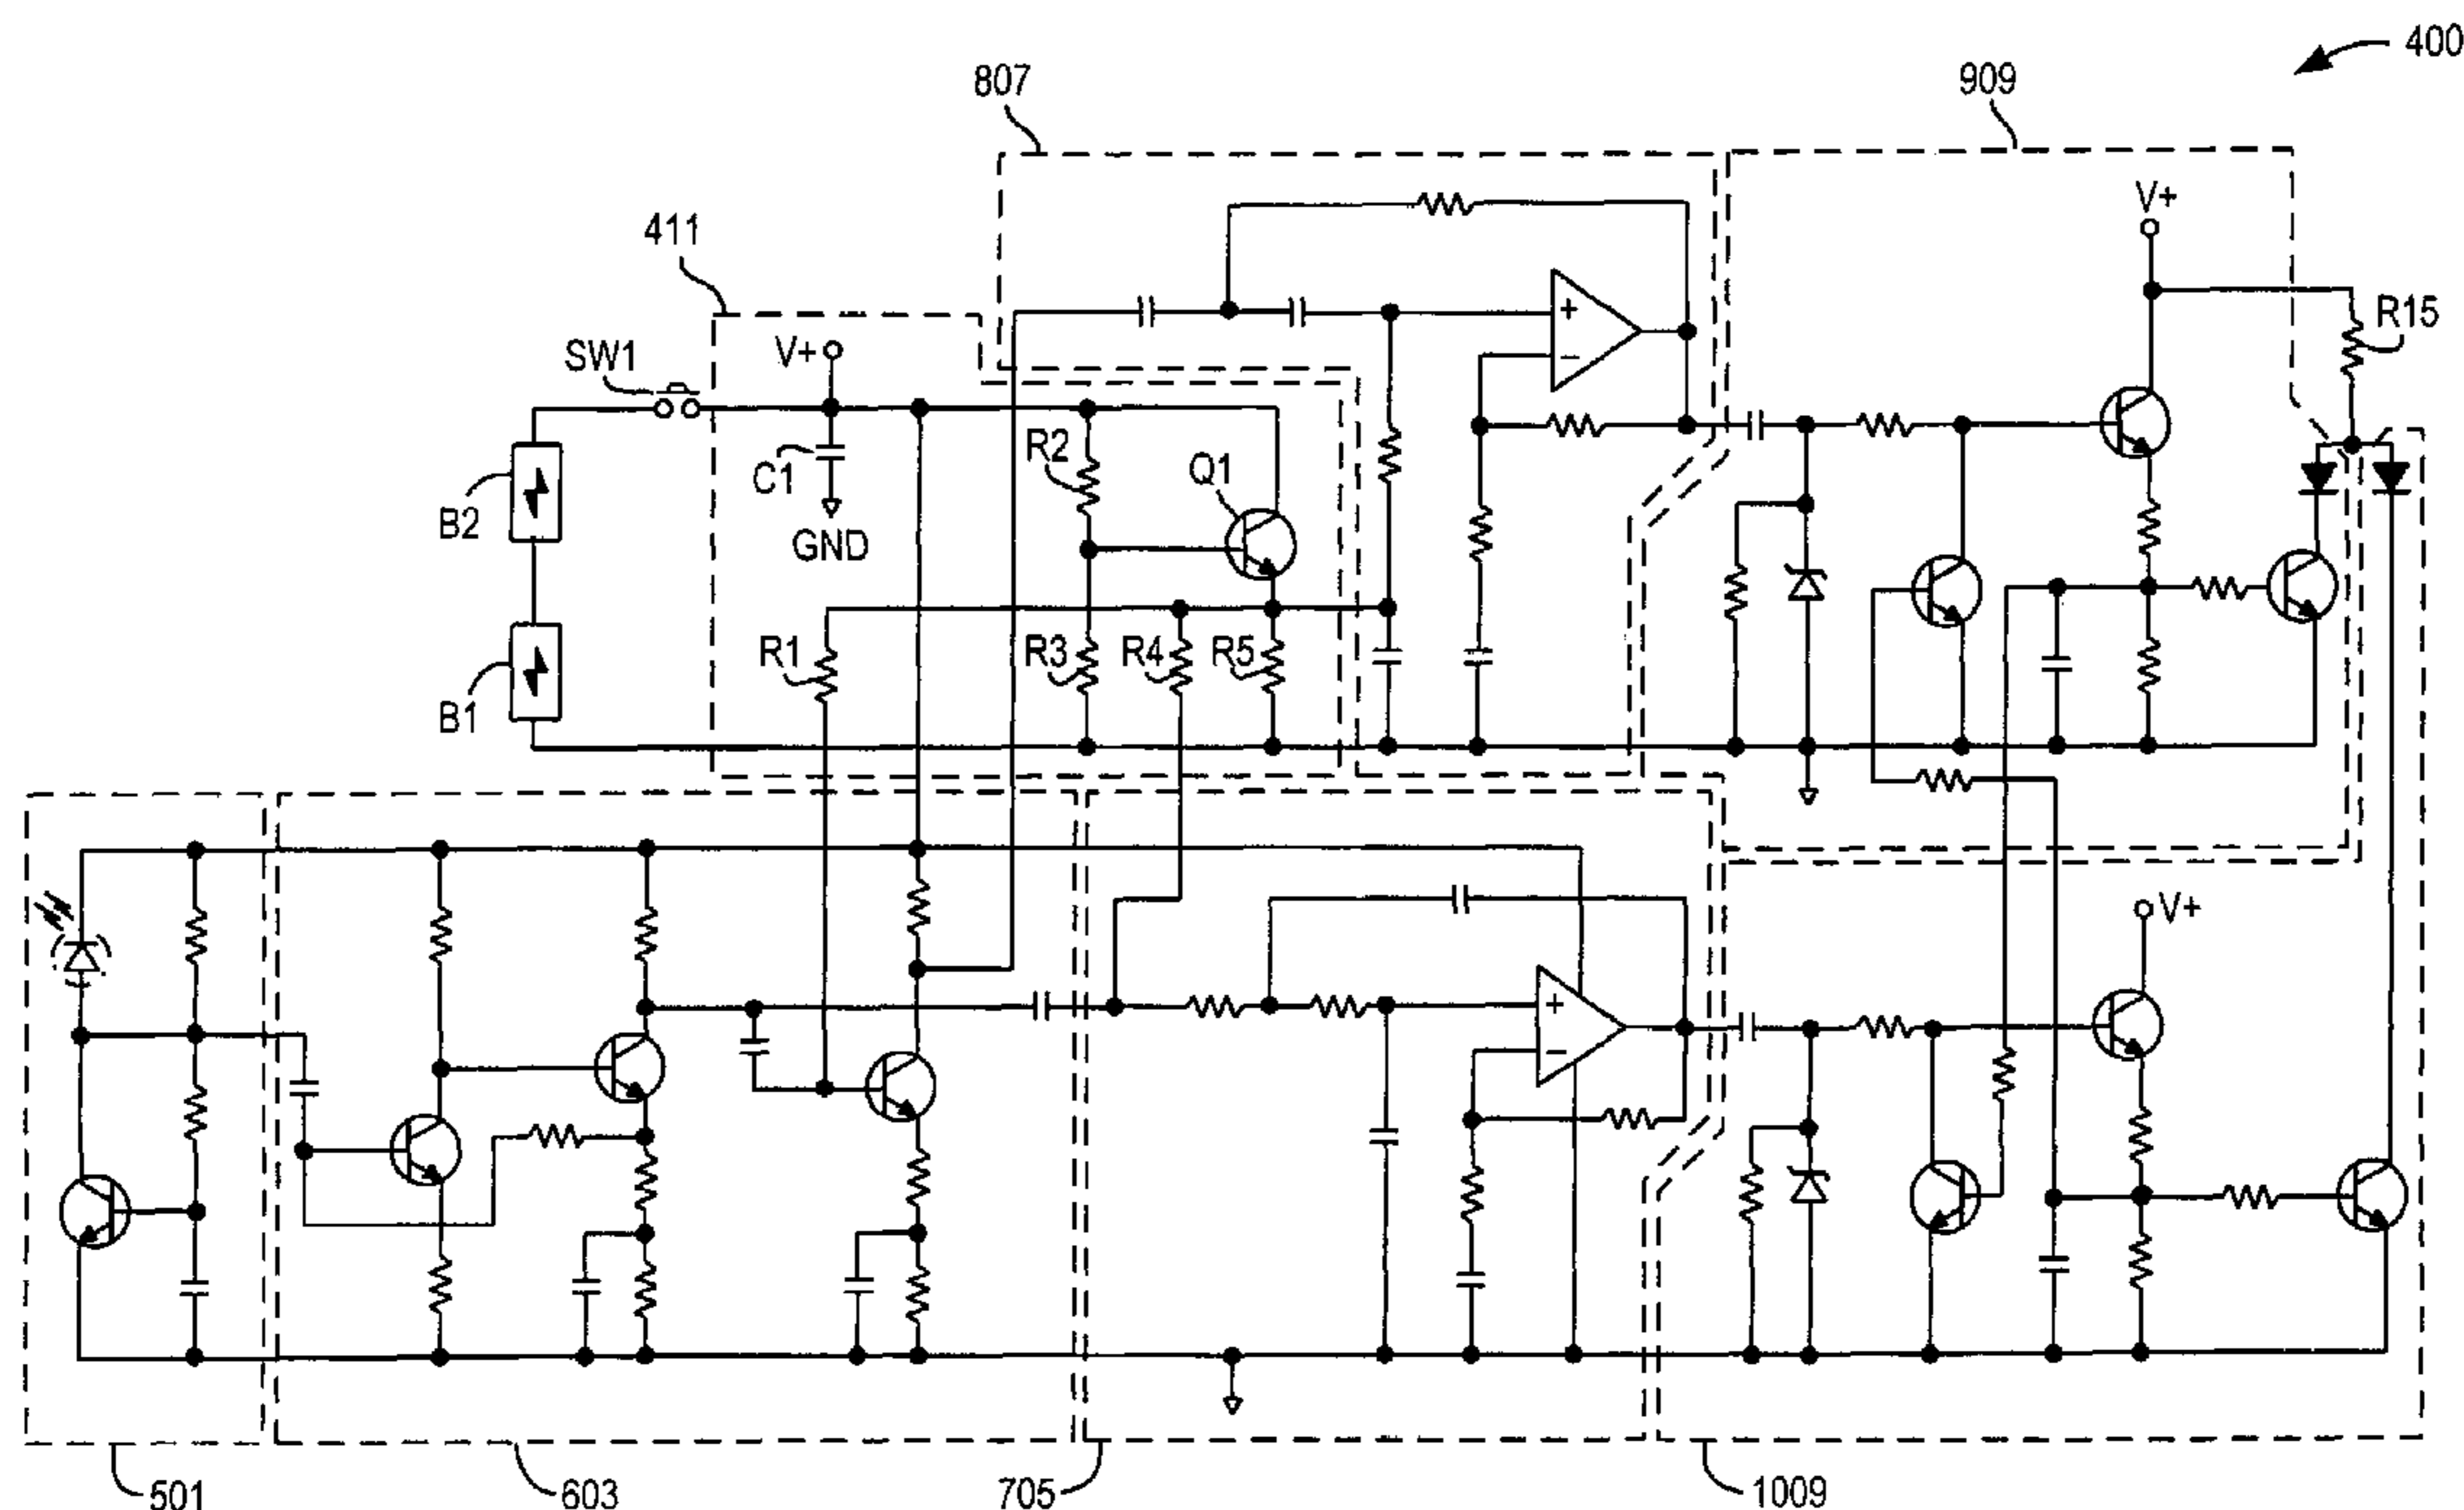 400
807
909
V+
411
R15
SW1
V+
+
−
R2
Q1
C1
B2
GND
R1
R3
R4
R5
B1
V+
+
−
501
603
705
1009